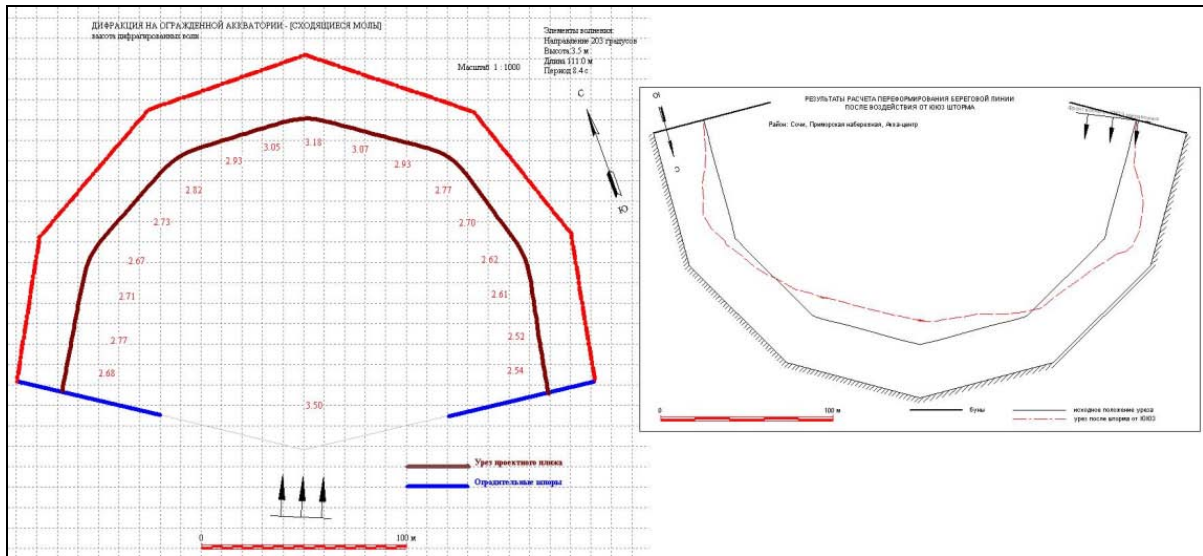 ДИФРАКЦИЯ НА ОГРАЖДЕННОЙ АКВАТОРИИ - [СХОДЯЩИЕСЯ МОЛЫ]
высота дифрагированных волн
Элементы волнения:
Направление 203 градусов
Высота 3.5 м
Длина 111.0 м
Период 8.4 с
Масштаб 1 : 1000
С
Ю
3.18
3.05
3.07
2.93
2.93
2.82
2.77
2.73
2.70
2.67
2.62
2.71
2.61
2.77
2.52
2.68
2.54
3.50
Урез проектного пляжа
Оградительные шпоры
0
100 м
РЕЗУЛЬТАТЫ РАСЧЕТА ПЕРЕФОРМИРОВАНИЯ БЕРЕГОВОЙ ЛИНИИ
ПОСЛЕ ВОЗДЕЙСТВИЯ ОТ ЮЮЗ ШТОРМА
Район: Сочи, Приморская набережная, Аква-центр
Ю
С
0
100 м
буны
исходное положение уреза
урез после шторма от ЮЮЗ